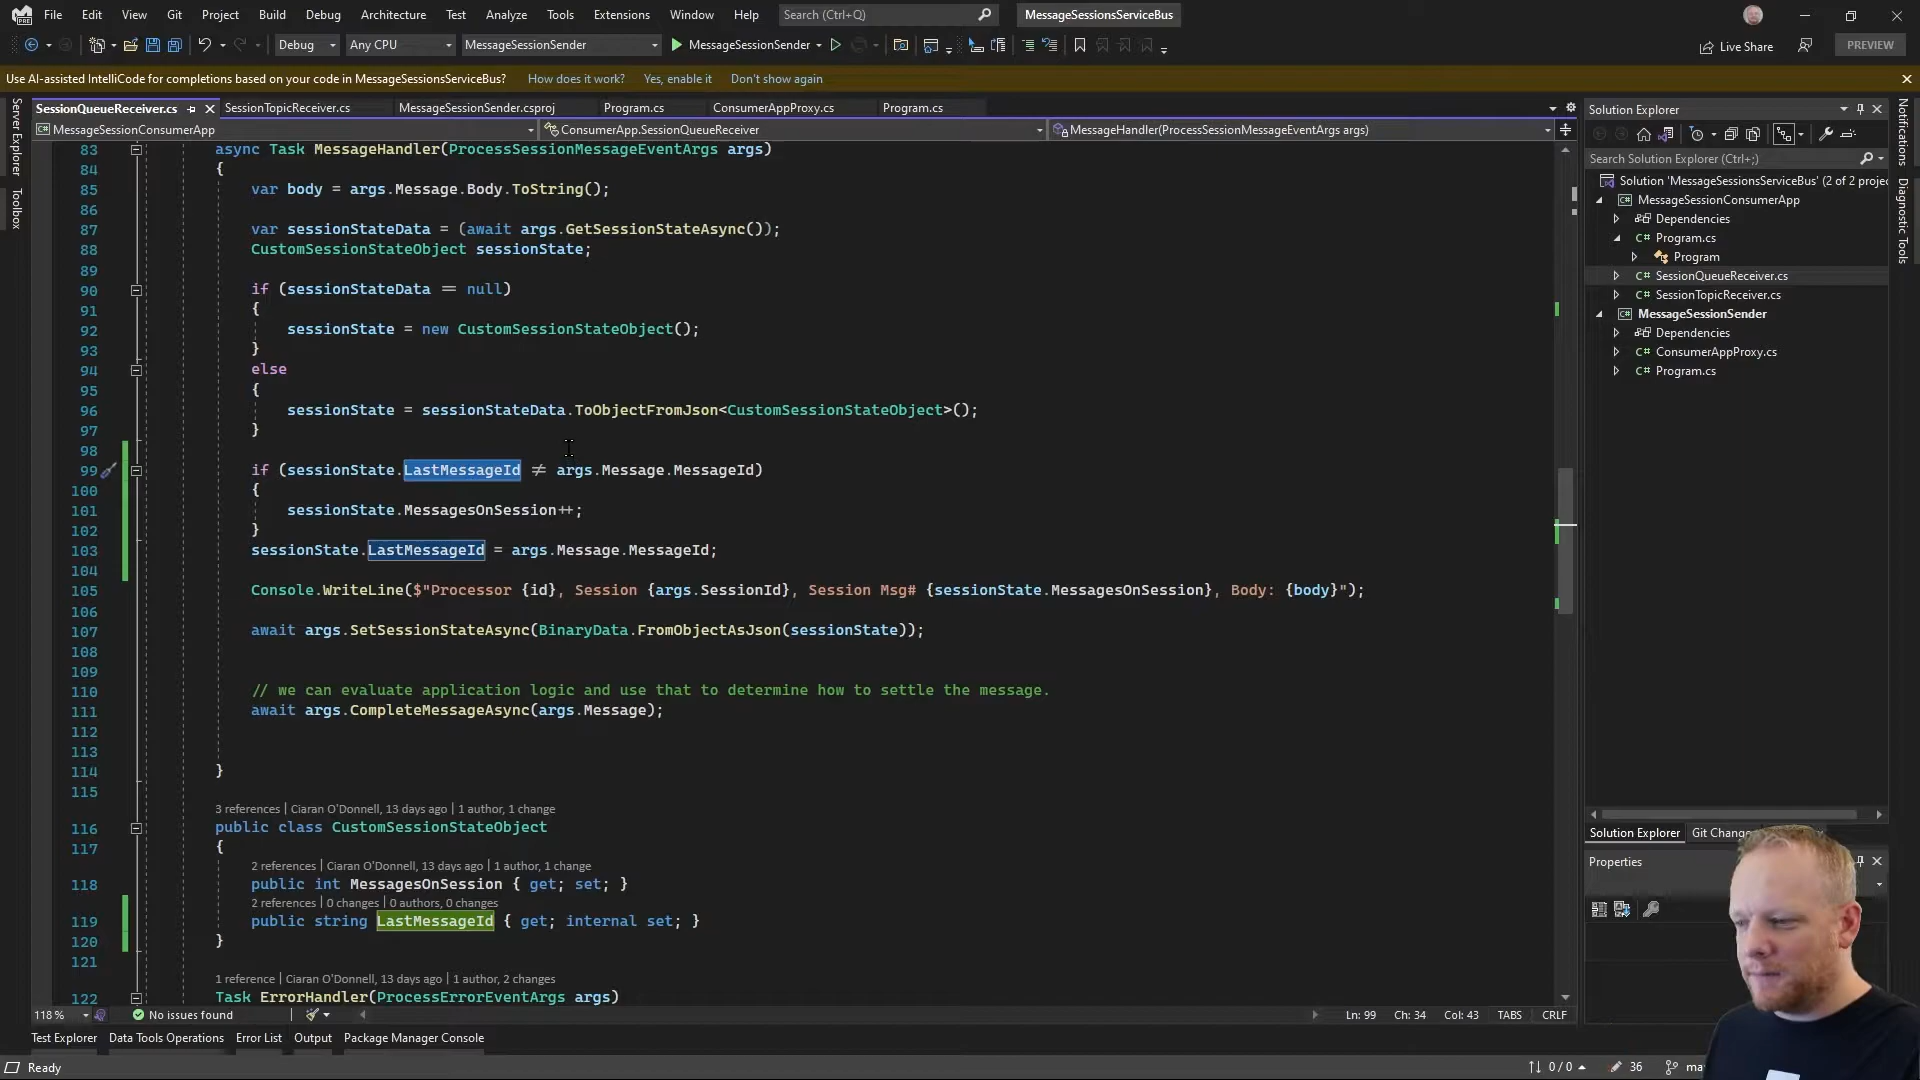 File Edit View Git Project Build Debug Architecture Test Analyze Tools Extensions Window Help Search (Ctrl+Q) MessageSessionsServiceBus
Debug Any CPU MessageSessionSender MessageSessionSender Live Share PREVIEW
Use AI-assisted IntelliCode for completions based on your code in MessageSessionsServiceBus? How does it work? Yes, enable it Don't show again
Server Explorer
Toolbox
SessionQueueReceiver.cs SessionTopicReceiver.cs MessageSessionSender.csproj Program.cs ConsumerAppProxy.cs Program.cs
MessageSessionConsumerApp ConsumerApp.SessionQueueReceiver MessageHandler(ProcessSessionMessageEventArgs args)
83 async Task MessageHandler(ProcessSessionMessageEventArgs args)
84 {
85 var body = args.Message.Body.ToString();
86
87 var sessionStateData = (await args.GetSessionStateAsync());
88 CustomSessionStateObject sessionState;
89
90 if (sessionStateData == null)
91 {
92 sessionState = new CustomSessionStateObject();
93 }
94 else
95 {
96 sessionState = sessionStateData.ToObjectFromJson<CustomSessionStateObject>();
97 }
98
99 if (sessionState.LastMessageId ≠ args.Message.MessageId)
100 {
101 sessionState.MessagesOnSession++;
102 }
103 sessionState.LastMessageId = args.Message.MessageId;
104
105 Console.WriteLine($"Processor {id}, Session {args.SessionId}, Session Msg# {sessionState.MessagesOnSession}, Body: {body}");
106
107 await args.SetSessionStateAsync(BinaryData.FromObjectAsJson(sessionState));
108
109
110 // we can evaluate application logic and use that to determine how to settle the message.
111 await args.CompleteMessageAsync(args.Message);
112
113
114 }
115
3 references | Ciaran O'Donnell, 13 days ago | 1 author, 1 change
116 public class CustomSessionStateObject
117 {
2 references | Ciaran O'Donnell, 13 days ago | 1 author, 1 change
118 public int MessagesOnSession { get; set; }
2 references | 0 changes | 0 authors, 0 changes
119 public string LastMessageId { get; internal set; }
120 }
121
1 reference | Ciaran O'Donnell, 13 days ago | 1 author, 2 changes
122 Task ErrorHandler(ProcessErrorEventArgs args)
118 % No issues found Ln: 99 Ch: 34 Col: 43 TABS CRLF
Test Explorer Data Tools Operations Error List Output Package Manager Console
Ready 0 / 0 36
Solution Explorer
Search Solution Explorer (Ctrl+;)
Solution 'MessageSessionsServiceBus' (2 of 2 projec
MessageSessionConsumerApp
Dependencies
C# Program.cs
Program
C# SessionQueueReceiver.cs
C# SessionTopicReceiver.cs
MessageSessionSender
Dependencies
C# ConsumerAppProxy.cs
C# Program.cs
Solution Explorer Git
Properties
Notifications
Diagnostic Tools